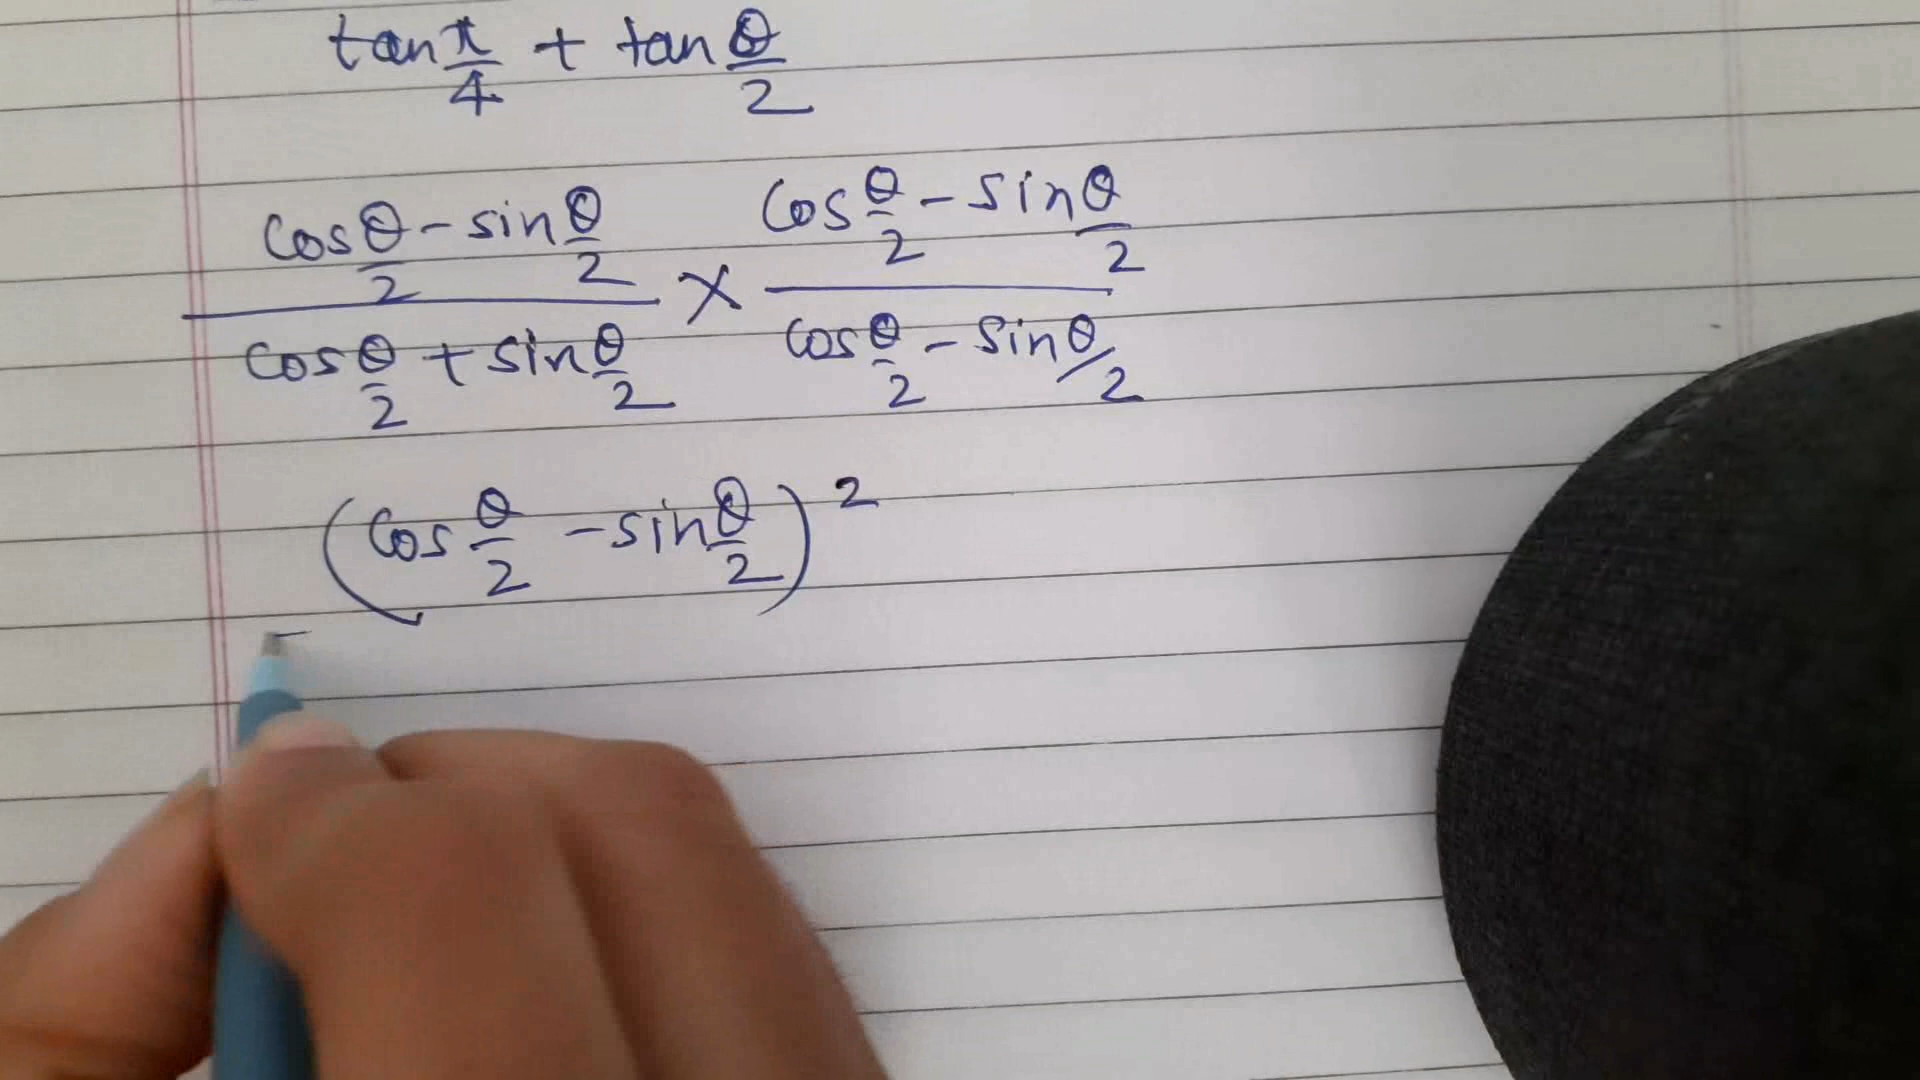 tan π/4 + tan θ/2
cos θ/2 - sin θ/2 × cos θ/2 - sin θ/2
cos θ/2 + sin θ/2 cos θ/2 - sin θ/2
(cos θ/2 - sin θ/2)²